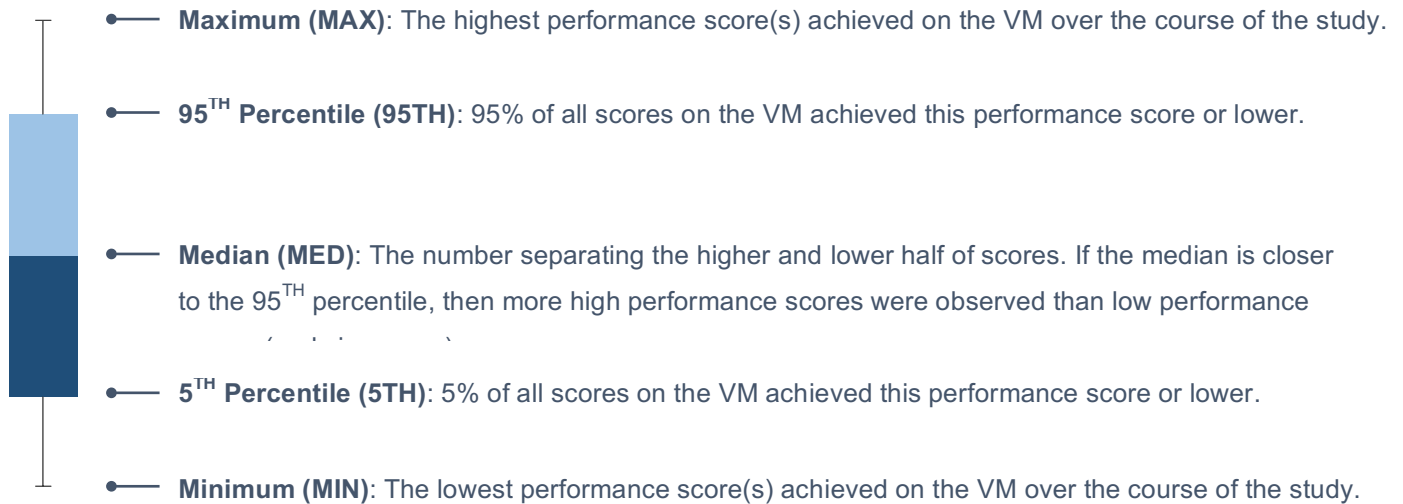 Maximum (MAX): The highest performance score(s) achieved on the VM over the course of the study.
95TH Percentile (95TH): 95% of all scores on the VM achieved this performance score or lower.
Median (MED): The number separating the higher and lower half of scores. If the median is closer
to the 95TH percentile, then more high performance scores were observed than low performance
5TH Percentile (5TH): 5% of all scores on the VM achieved this performance score or lower.
Minimum (MIN): The lowest performance score(s) achieved on the VM over the course of the study.